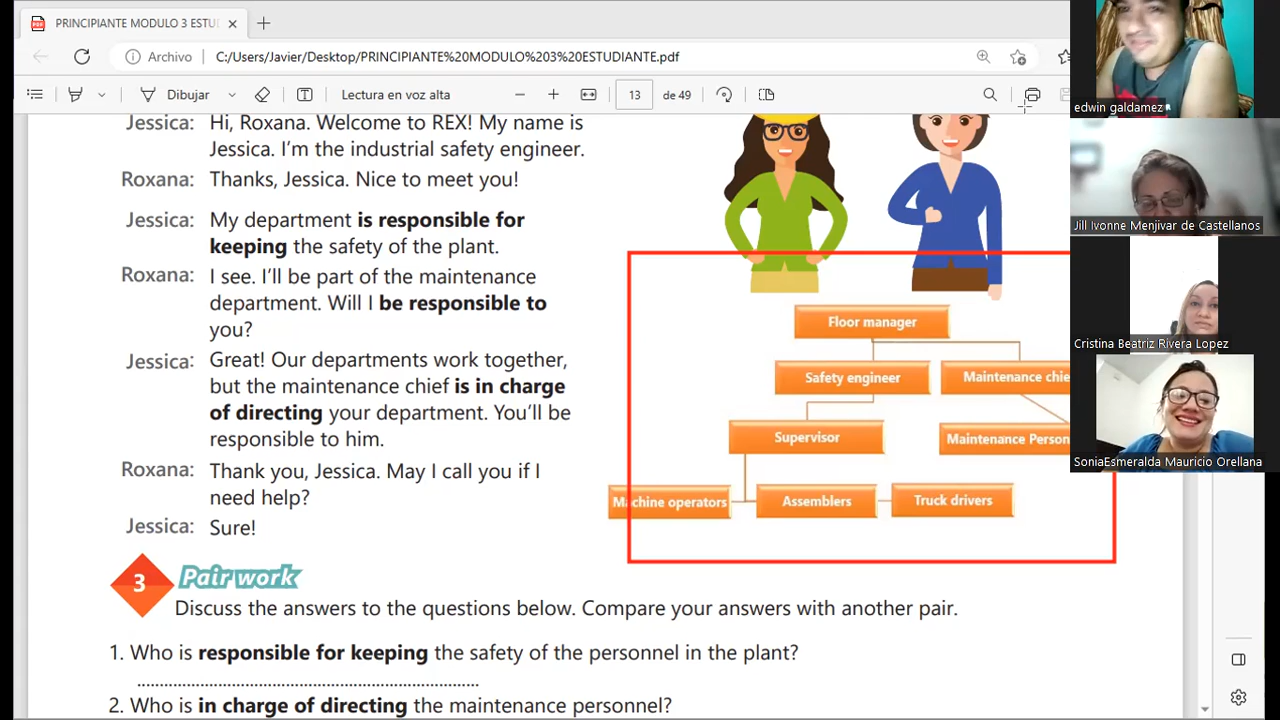 PRINCIPIANTE MODULO 3 ESTU
Archivo
C:/Users/Javier/Desktop/PRINCIPIANTE%20MODULO%203%20ESTUDIANTE.pdf
Dibujar
Lectura en voz alta
13
de 49
Jessica: Hi, Roxana. Welcome to REX! My name is
Jessica. I'm the industrial safety engineer.
Roxana: Thanks, Jessica. Nice to meet you!
Jessica: My department is responsible for
keeping the safety of the plant.
Roxana: I see. I'll be part of the maintenance
department. Will I be responsible to
you?
Jessica: Great! Our departments work together,
but the maintenance chief is in charge
of directing your department. You'll be
responsible to him.
Roxana: Thank you, Jessica. May I call you if I
need help?
Jessica: Sure!
Floor manager
Safety engineer
Maintenance chie
Supervisor
Maintenance Person
Machine operators
Assemblers
Truck drivers
3 Pair work
Discuss the answers to the questions below. Compare your answers with another pair.
1. Who is responsible for keeping the safety of the personnel in the plant?
2. Who is in charge of directing the maintenance personnel?
edwin galdamez
Jill Ivonne Menjivar de Castellanos
Cristina Beatriz Rivera Lopez
SoniaEsmeralda Mauricio Orellana